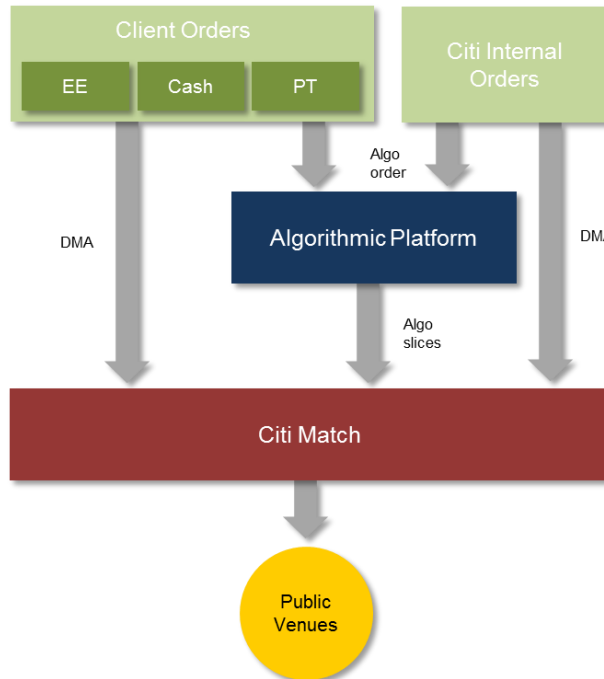 Client Orders
EE
Cash
PT
Citi Internal
Orders
Algo
order
DMA
Algorithmic Platform
DMA
Algo
slices
Citi Match
Public
Venues